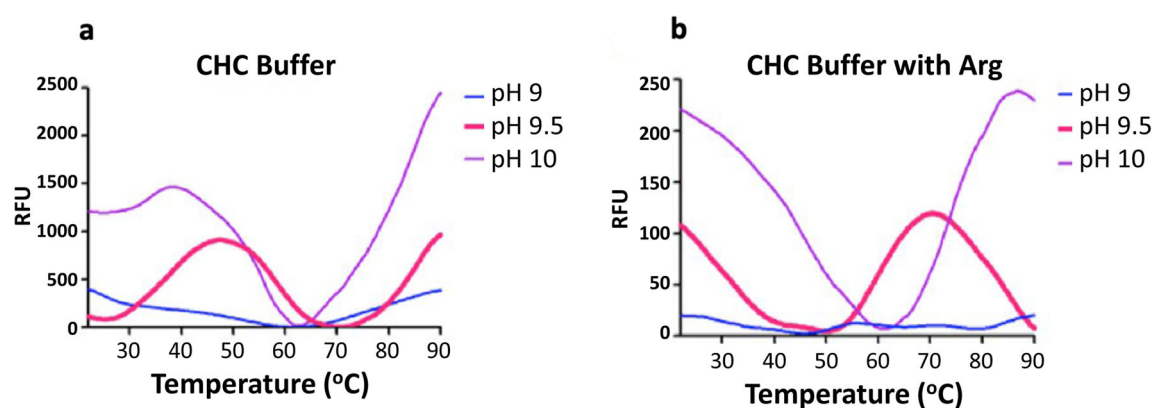 a
CHC Buffer
2500
2000
1500
1000
500
0
RFU
30 40 50 60 70 80 90
Temperature (°C)
pH 9
pH 9.5
pH 10
b
CHC Buffer with Arg
250
200
150
100
50
0
RFU
30 40 50 60 70 80 90
Temperature (°C)
pH 9
pH 9.5
pH 10